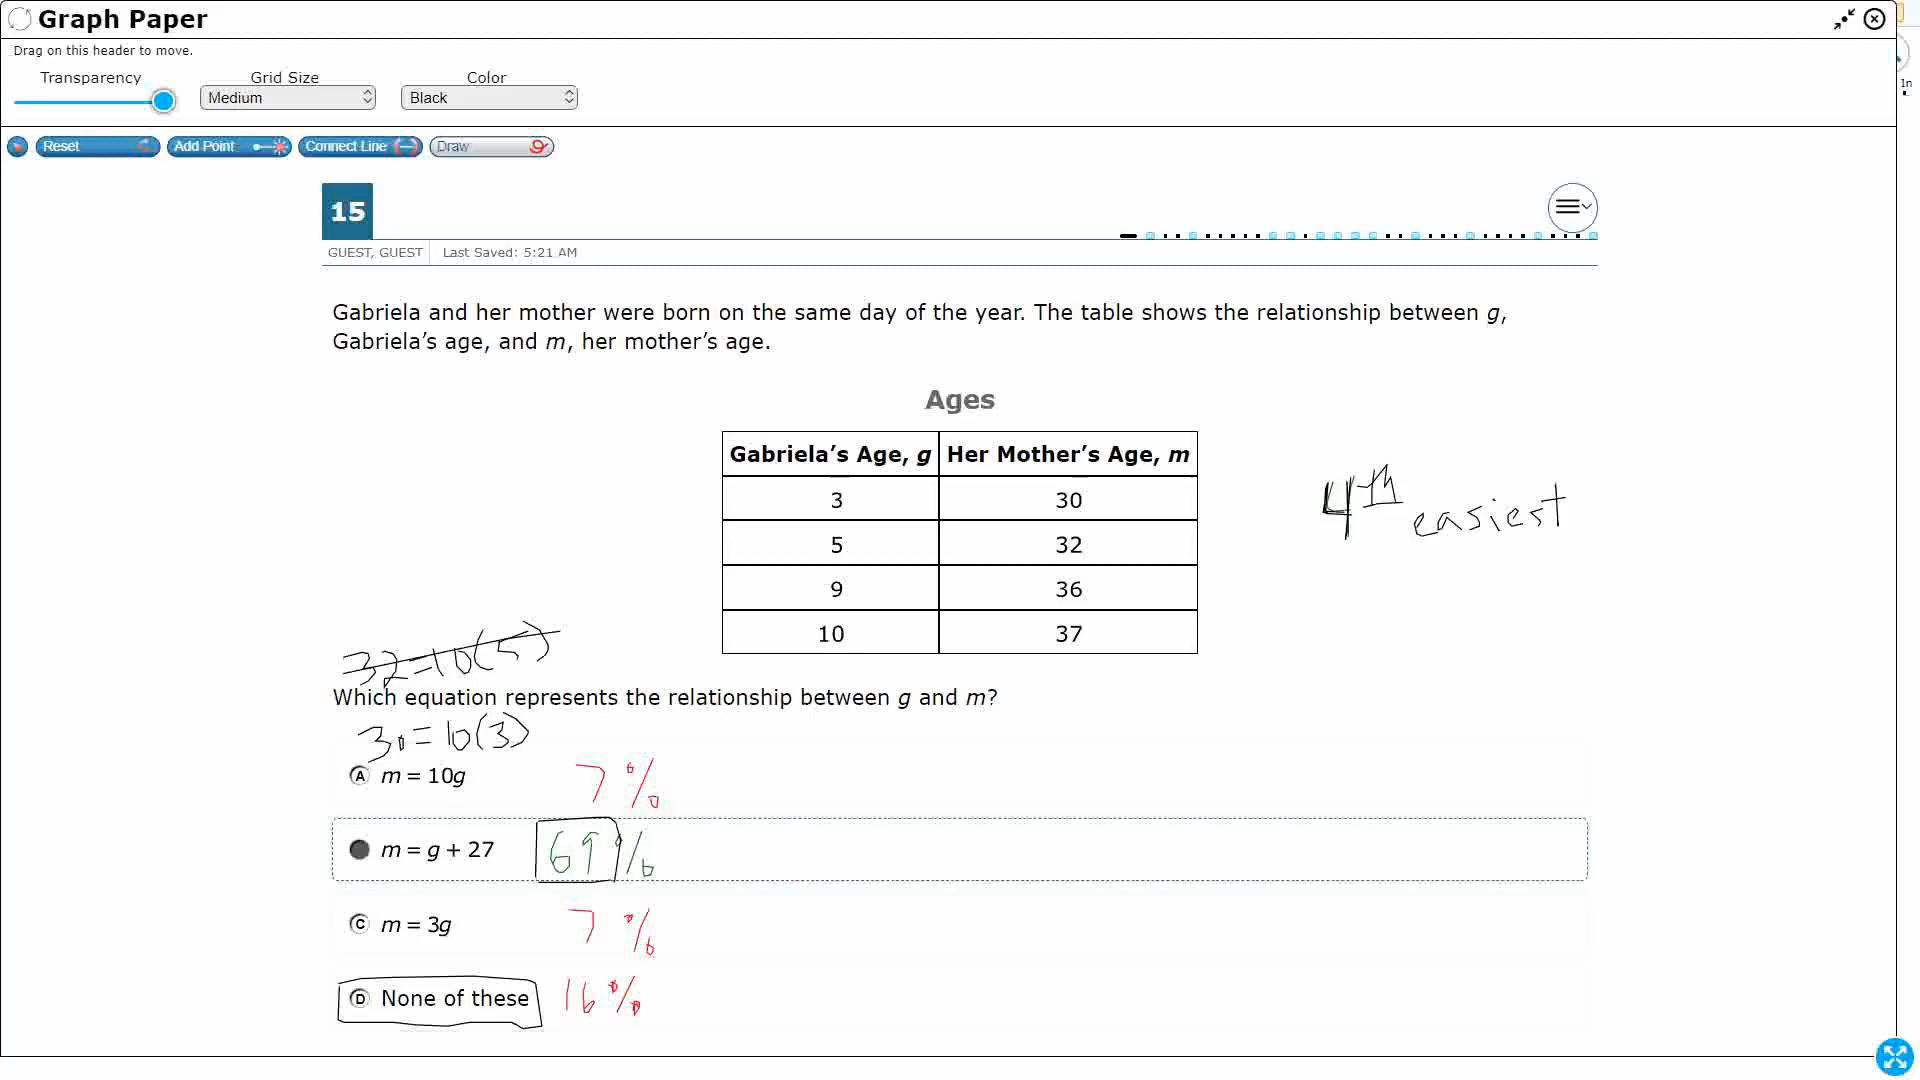 Graph Paper
Drag on this header to move.
Transparency
Grid Size
Color
Medium
Black
Reset
Add Point
Connect Line
Draw
15
GUEST, GUEST
Last Saved: 5:21 AM
Gabriela and her mother were born on the same day of the year. The table shows the relationship between g,
Gabriela's age, and m, her mother's age.
Ages
Gabriela's Age, g Her Mother's Age, m
3 30
5 32
9 36
10 37
4th easiest
32=10(5)
Which equation represents the relationship between g and m?
30=10(3)
A m = 10g 7%
m = g + 27 69%
C m = 3g 7%
D None of these 16%